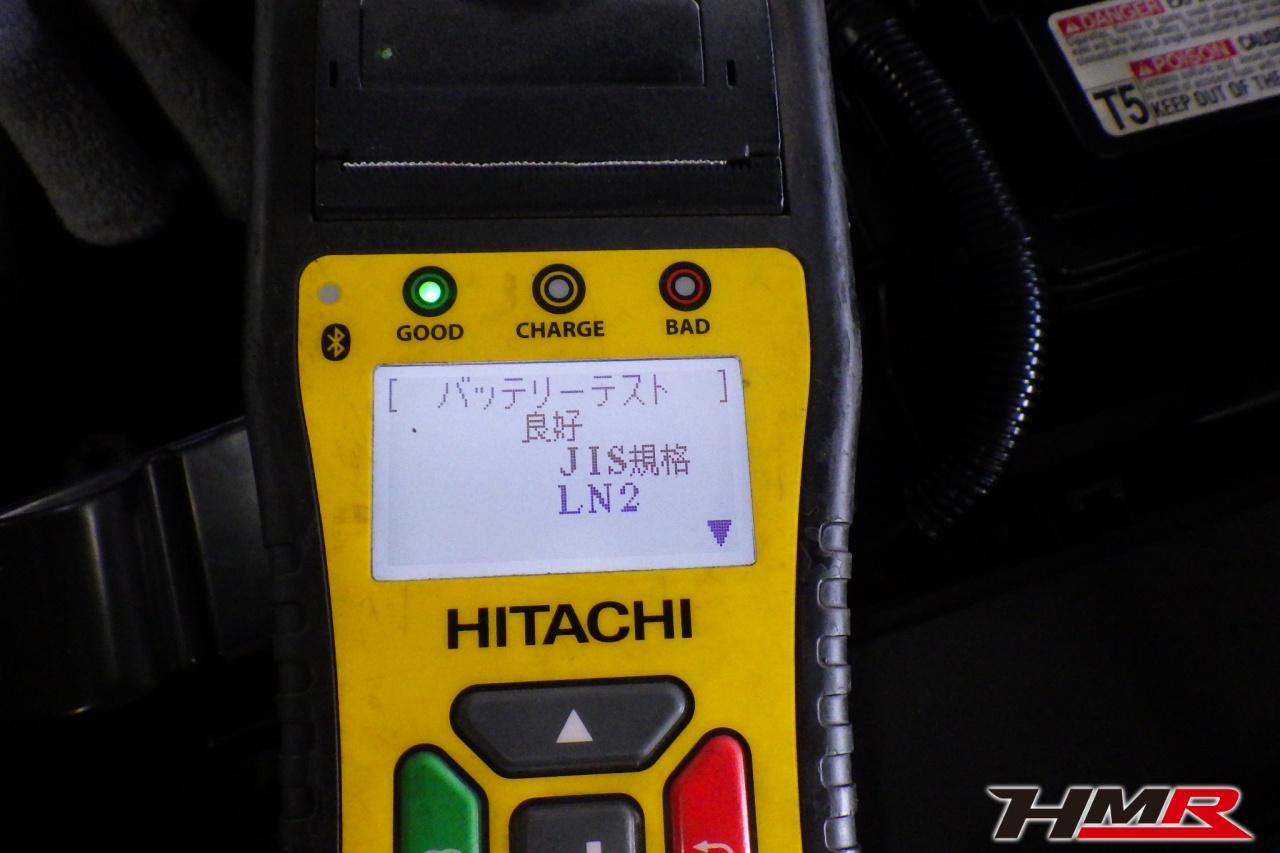 DANGER
POISON CAUSE
T5 KEEP OUT OF THE
GOOD CHARGE BAD
[ バッテリーテスト ]
良好
JIS規格
LN2
HITACHI
HMR